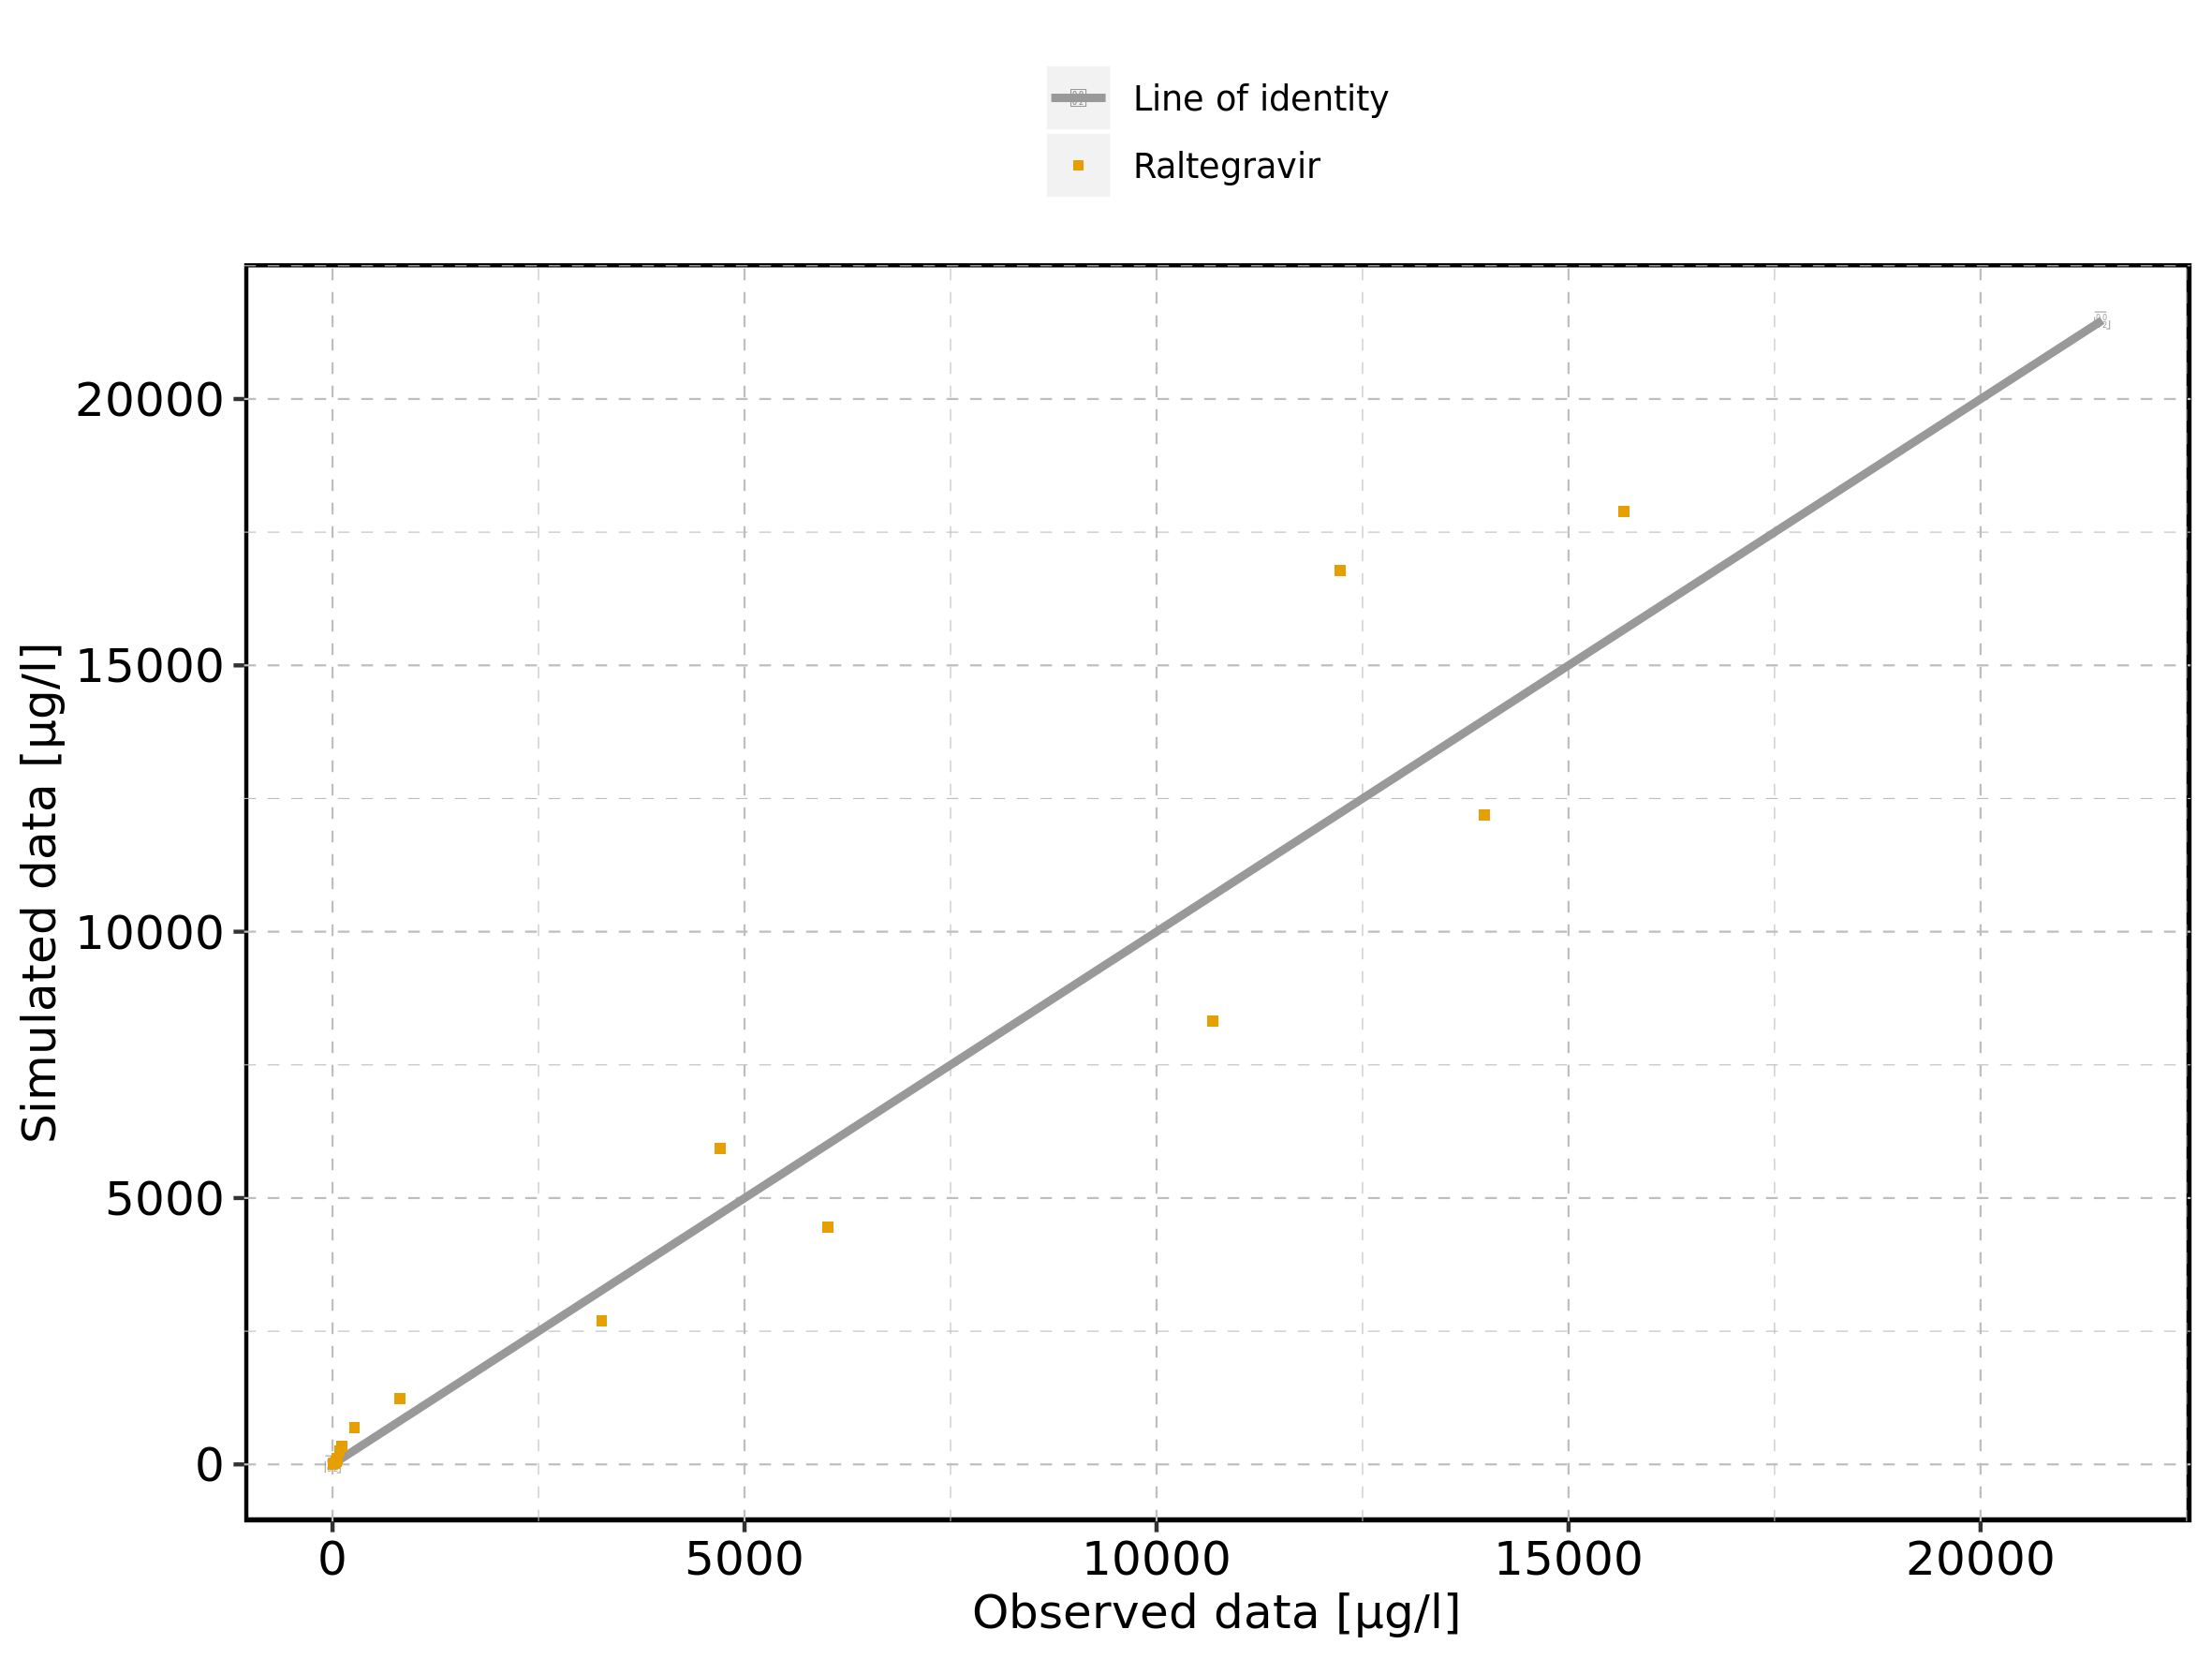 Line of identity
Raltegravir
20000
15000
10000
5000
0
Simulated data [µg/l]
0 5000 10000 15000 20000
Observed data [µg/l]